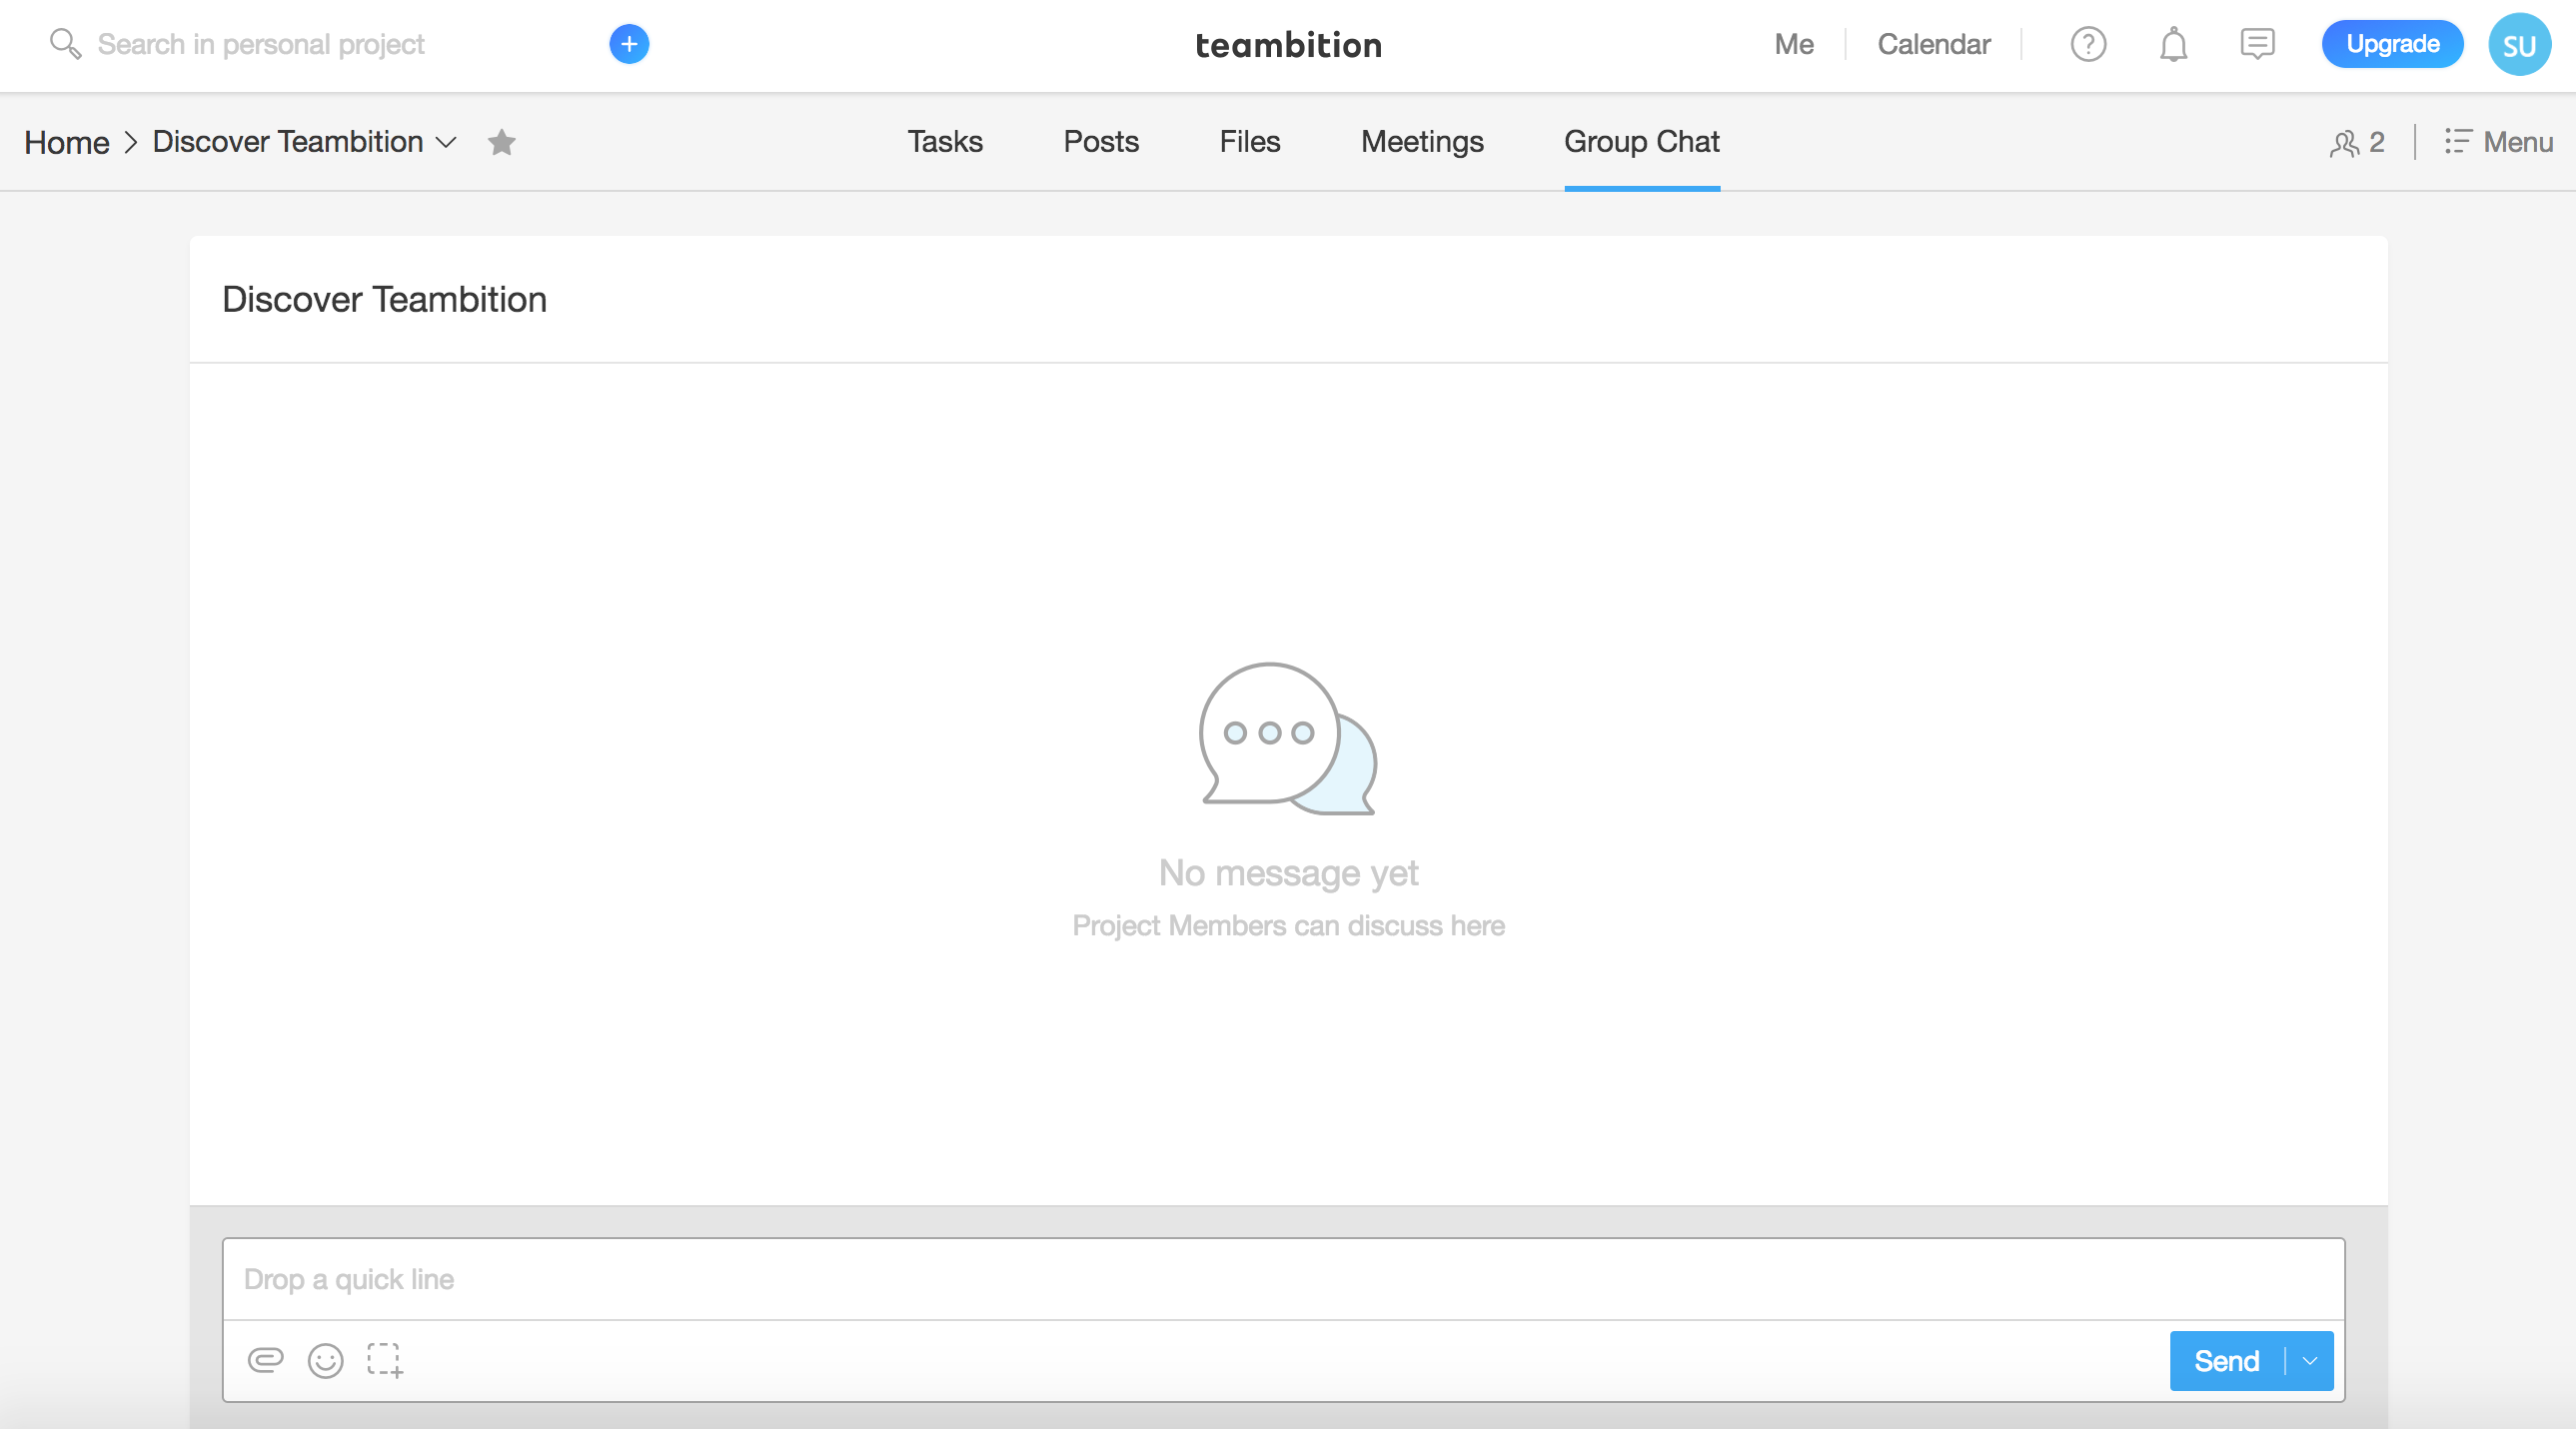 Search in personal project
+
teambition
Me
Calendar
?
Upgrade
SU
Home > Discover Teambition
Tasks
Posts
Files
Meetings
Group Chat
2
Menu
Discover Teambition
No message yet
Project Members can discuss here
Drop a quick line
Send